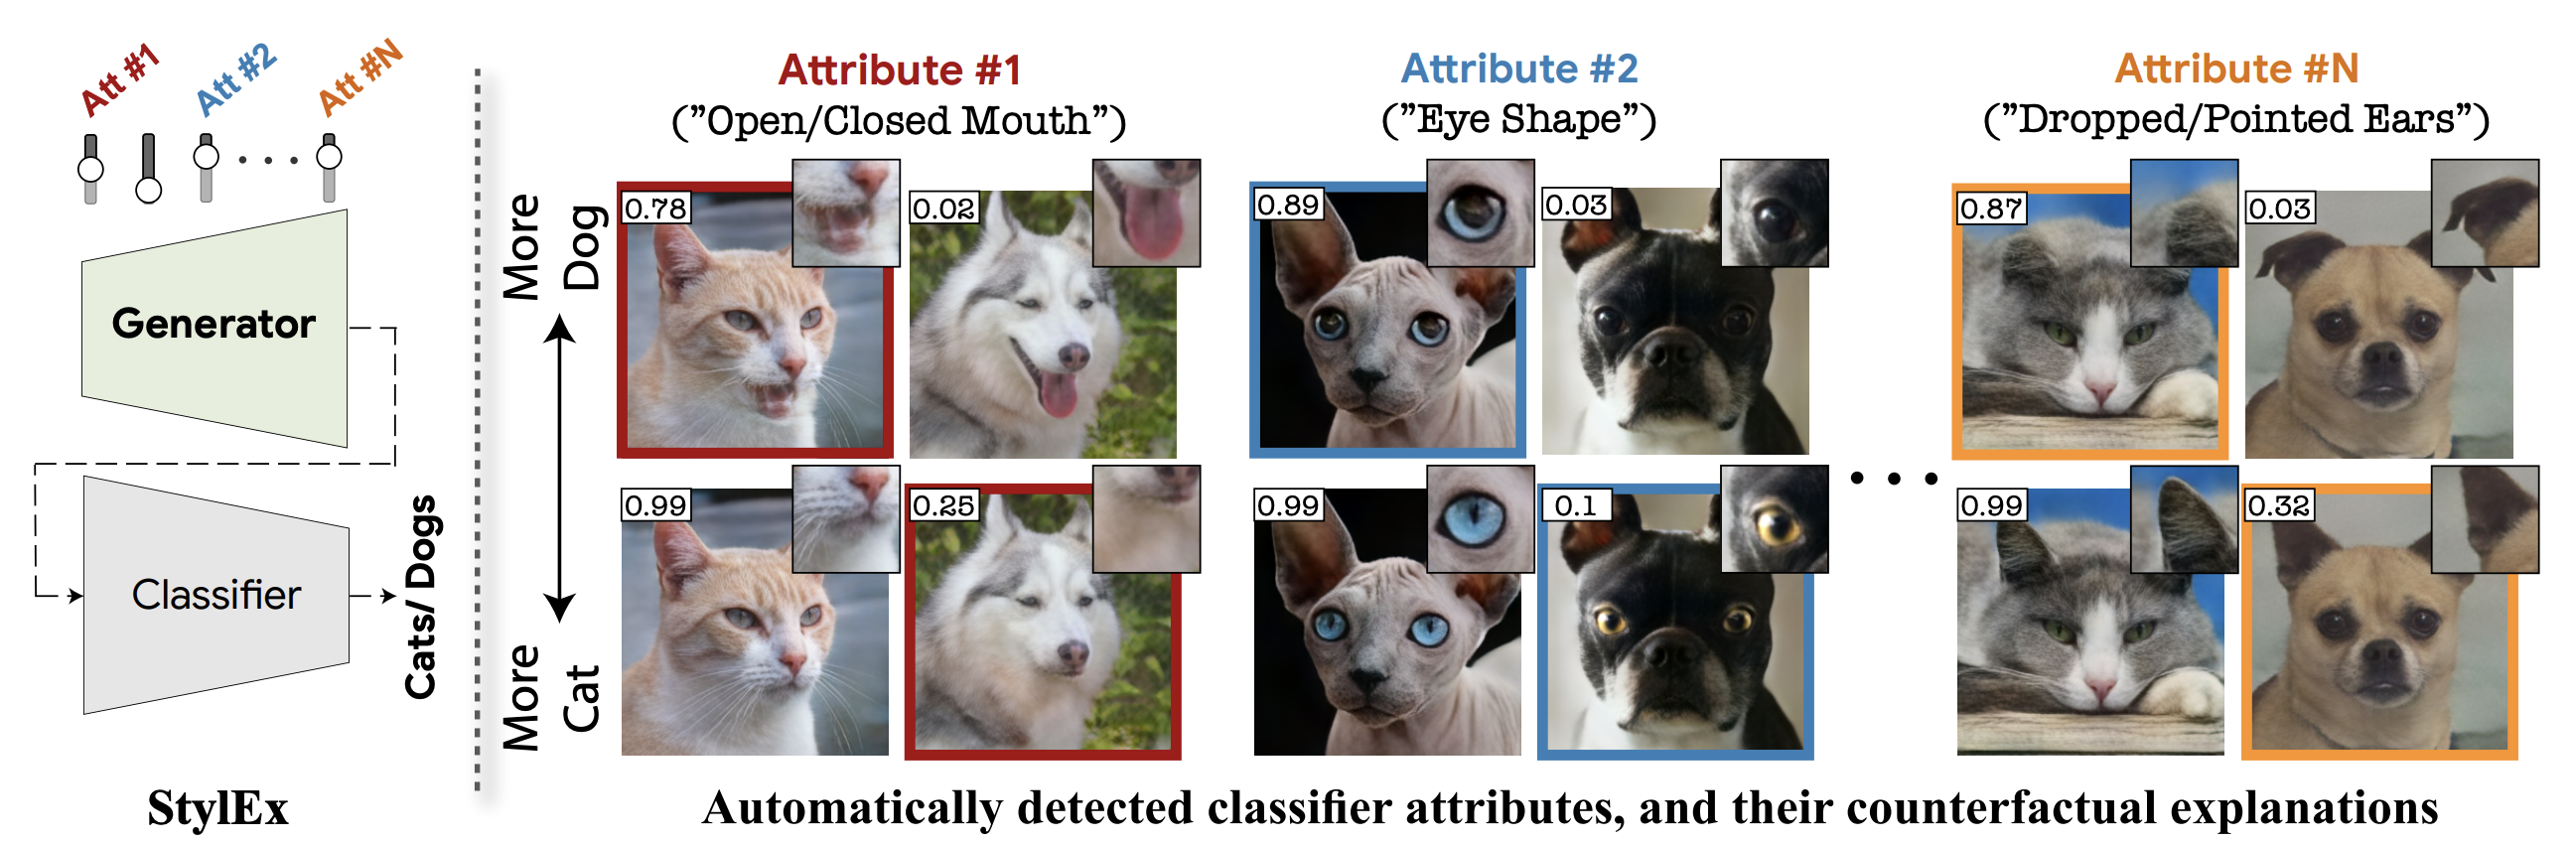 Att #1
Att #2
Att #N
Generator
Classifier
Cats/ Dogs
StylEx
More
Dog
More
Cat
Attribute #1
("Open/Closed Mouth")
0.78
0.02
0.99
0.25
Attribute #2
("Eye Shape")
0.89
0.03
0.99
0.1
Attribute #N
("Dropped/Pointed Ears")
0.87
0.03
0.99
0.32
Automatically detected classifier attributes, and their counterfactual explanations